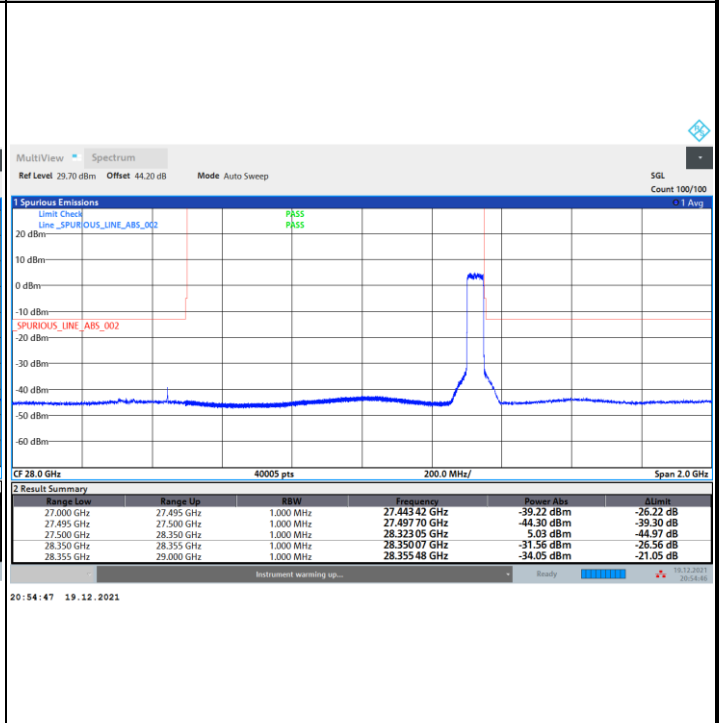 MultiView Spectrum
Ref Level 29.70 dBm Offset 44.20 dB Mode Auto Sweep SGL
Count 100/100
1 Spurious Emissions 1 Avg
Limit Check PASS
Line _SPURIOUS_LINE_ABS_002 PASS
20 dBm
10 dBm
0 dBm
-10 dBm
_SPURIOUS_LINE_ABS_002
-20 dBm
-30 dBm
-40 dBm
-50 dBm
-60 dBm
CF 28.0 GHz 40005 pts 200.0 MHz/ Span 2.0 GHz
2 Result Summary
Range Low Range Up RBW Frequency Power Abs ΔLimit
27.000 GHz 27.495 GHz 1.000 MHz 27.443 42 GHz -39.22 dBm -26.22 dB
27.495 GHz 27.500 GHz 1.000 MHz 27.497 70 GHz -44.30 dBm -39.30 dB
27.500 GHz 28.350 GHz 1.000 MHz 28.323 05 GHz 5.03 dBm -44.97 dB
28.350 GHz 28.355 GHz 1.000 MHz 28.350 07 GHz -31.56 dBm -26.56 dB
28.355 GHz 29.000 GHz 1.000 MHz 28.355 48 GHz -34.05 dBm -21.05 dB
Instrument warming up... Ready 19.12.2021
20:54:46
20:54:47 19.12.2021